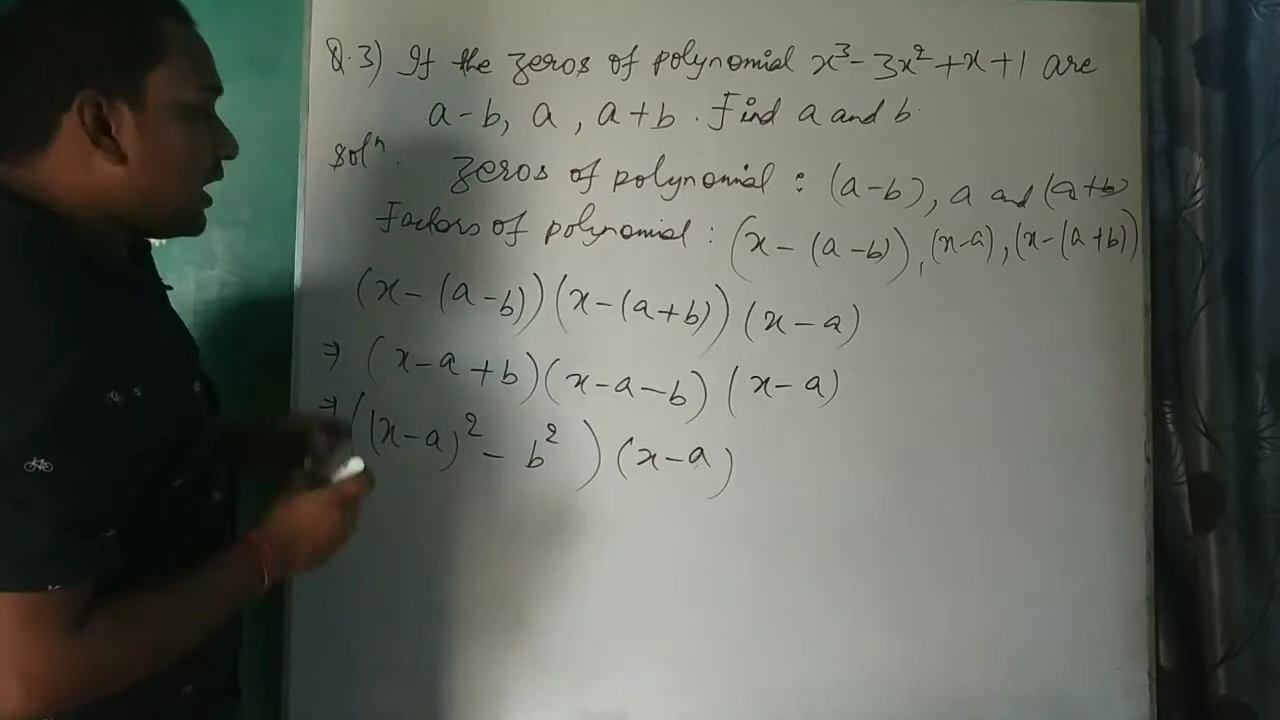 Q.3) If the zeros of polynomial x³-3x²+x+1 are
a-b, a, a+b. Find a and b.
Solⁿ. Zeros of polynomial : (a-b), a and (a+b)
Factors of polynomial : (x-(a-b)), (x-a), (x-(a+b))
(x-(a-b))(x-(a+b))(x-a)
⇒ (x-a+b)(x-a-b)(x-a)
⇒ ((x-a)²-b²)(x-a)